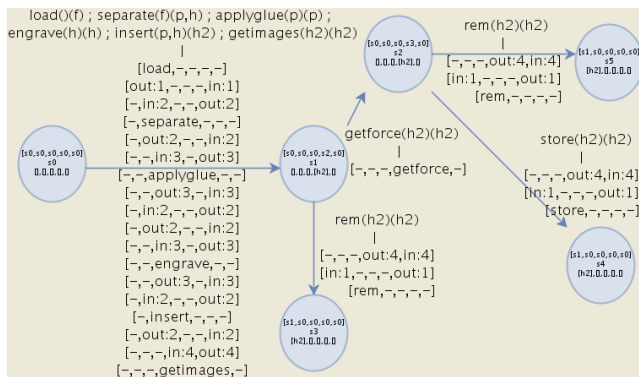 load()(f) ; separate(f)(p,h) ; applyglue(p)(p) ;
engrave(h)(h) ; insert(p,h)(h2) ; getimages(h2)(h2)
|
[load,-,-,-,-]
[out:1,-,-,-,in:1]
[-,in:2,-,-,out:2]
[-,separate,-,-,-]
[-,out:2,-,-,in:2]
[-,-,in:3,-,out:3]
[-,-,applyglue,-,-]
[-,-,out:3,-,in:3]
[-,in:2,-,-,out:2]
[-,out:2,-,-,in:2]
[-,-,in:3,-,out:3]
[-,-,engrave,-,-]
[-,-,out:3,-,in:3]
[-,in:2,-,-,out:2]
[-,insert,-,-,-]
[-,out:2,-,-,in:2]
[-,-,-,in:4,out:4]
[-,-,-,getimages,-]
[s0,s0,s0,s0,s0]
s0
[],[],[],[],[]
[s0,s0,s0,s2,s0]
s1
[],[],[],[h2],[]
getforce(h2)(h2)
|
[-,-,-,getforce,-]
[s0,s0,s0,s3,s0]
s2
[],[],[],[h2],[]
rem(h2)(h2)
|
[-,-,-,out:4,in:4]
[in:1,-,-,-,out:1]
[rem,-,-,-,-]
[s1,s0,s0,s0,s0]
s5
[h2],[],[],[],[]
store(h2)(h2)
|
[-,-,-,out:4,in:4]
[in:1,-,-,-,out:1]
[store,-,-,-,-]
[s1,s0,s0,s0,s0]
s4
[h2],[],[],[],[]
rem(h2)(h2)
|
[-,-,-,out:4,in:4]
[in:1,-,-,-,out:1]
[rem,-,-,-,-]
[s1,s0,s0,s0,s0]
s3
[h2],[],[],[],[]